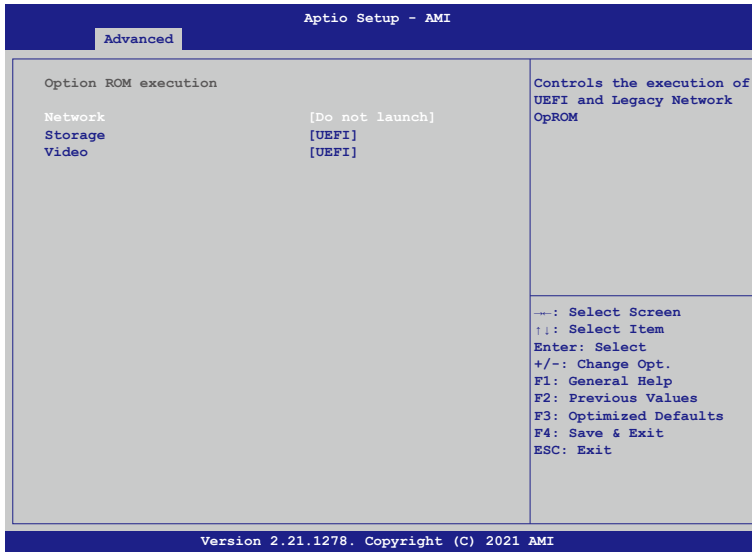 Aptio Setup - AMI
Advanced
Option ROM execution
Network [Do not launch]
Storage [UEFI]
Video [UEFI]
Controls the execution of
UEFI and Legacy Network
OpROM
→←: Select Screen
↑↓: Select Item
Enter: Select
+/-: Change Opt.
F1: General Help
F2: Previous Values
F3: Optimized Defaults
F4: Save & Exit
ESC: Exit
Version 2.21.1278. Copyright (C) 2021 AMI